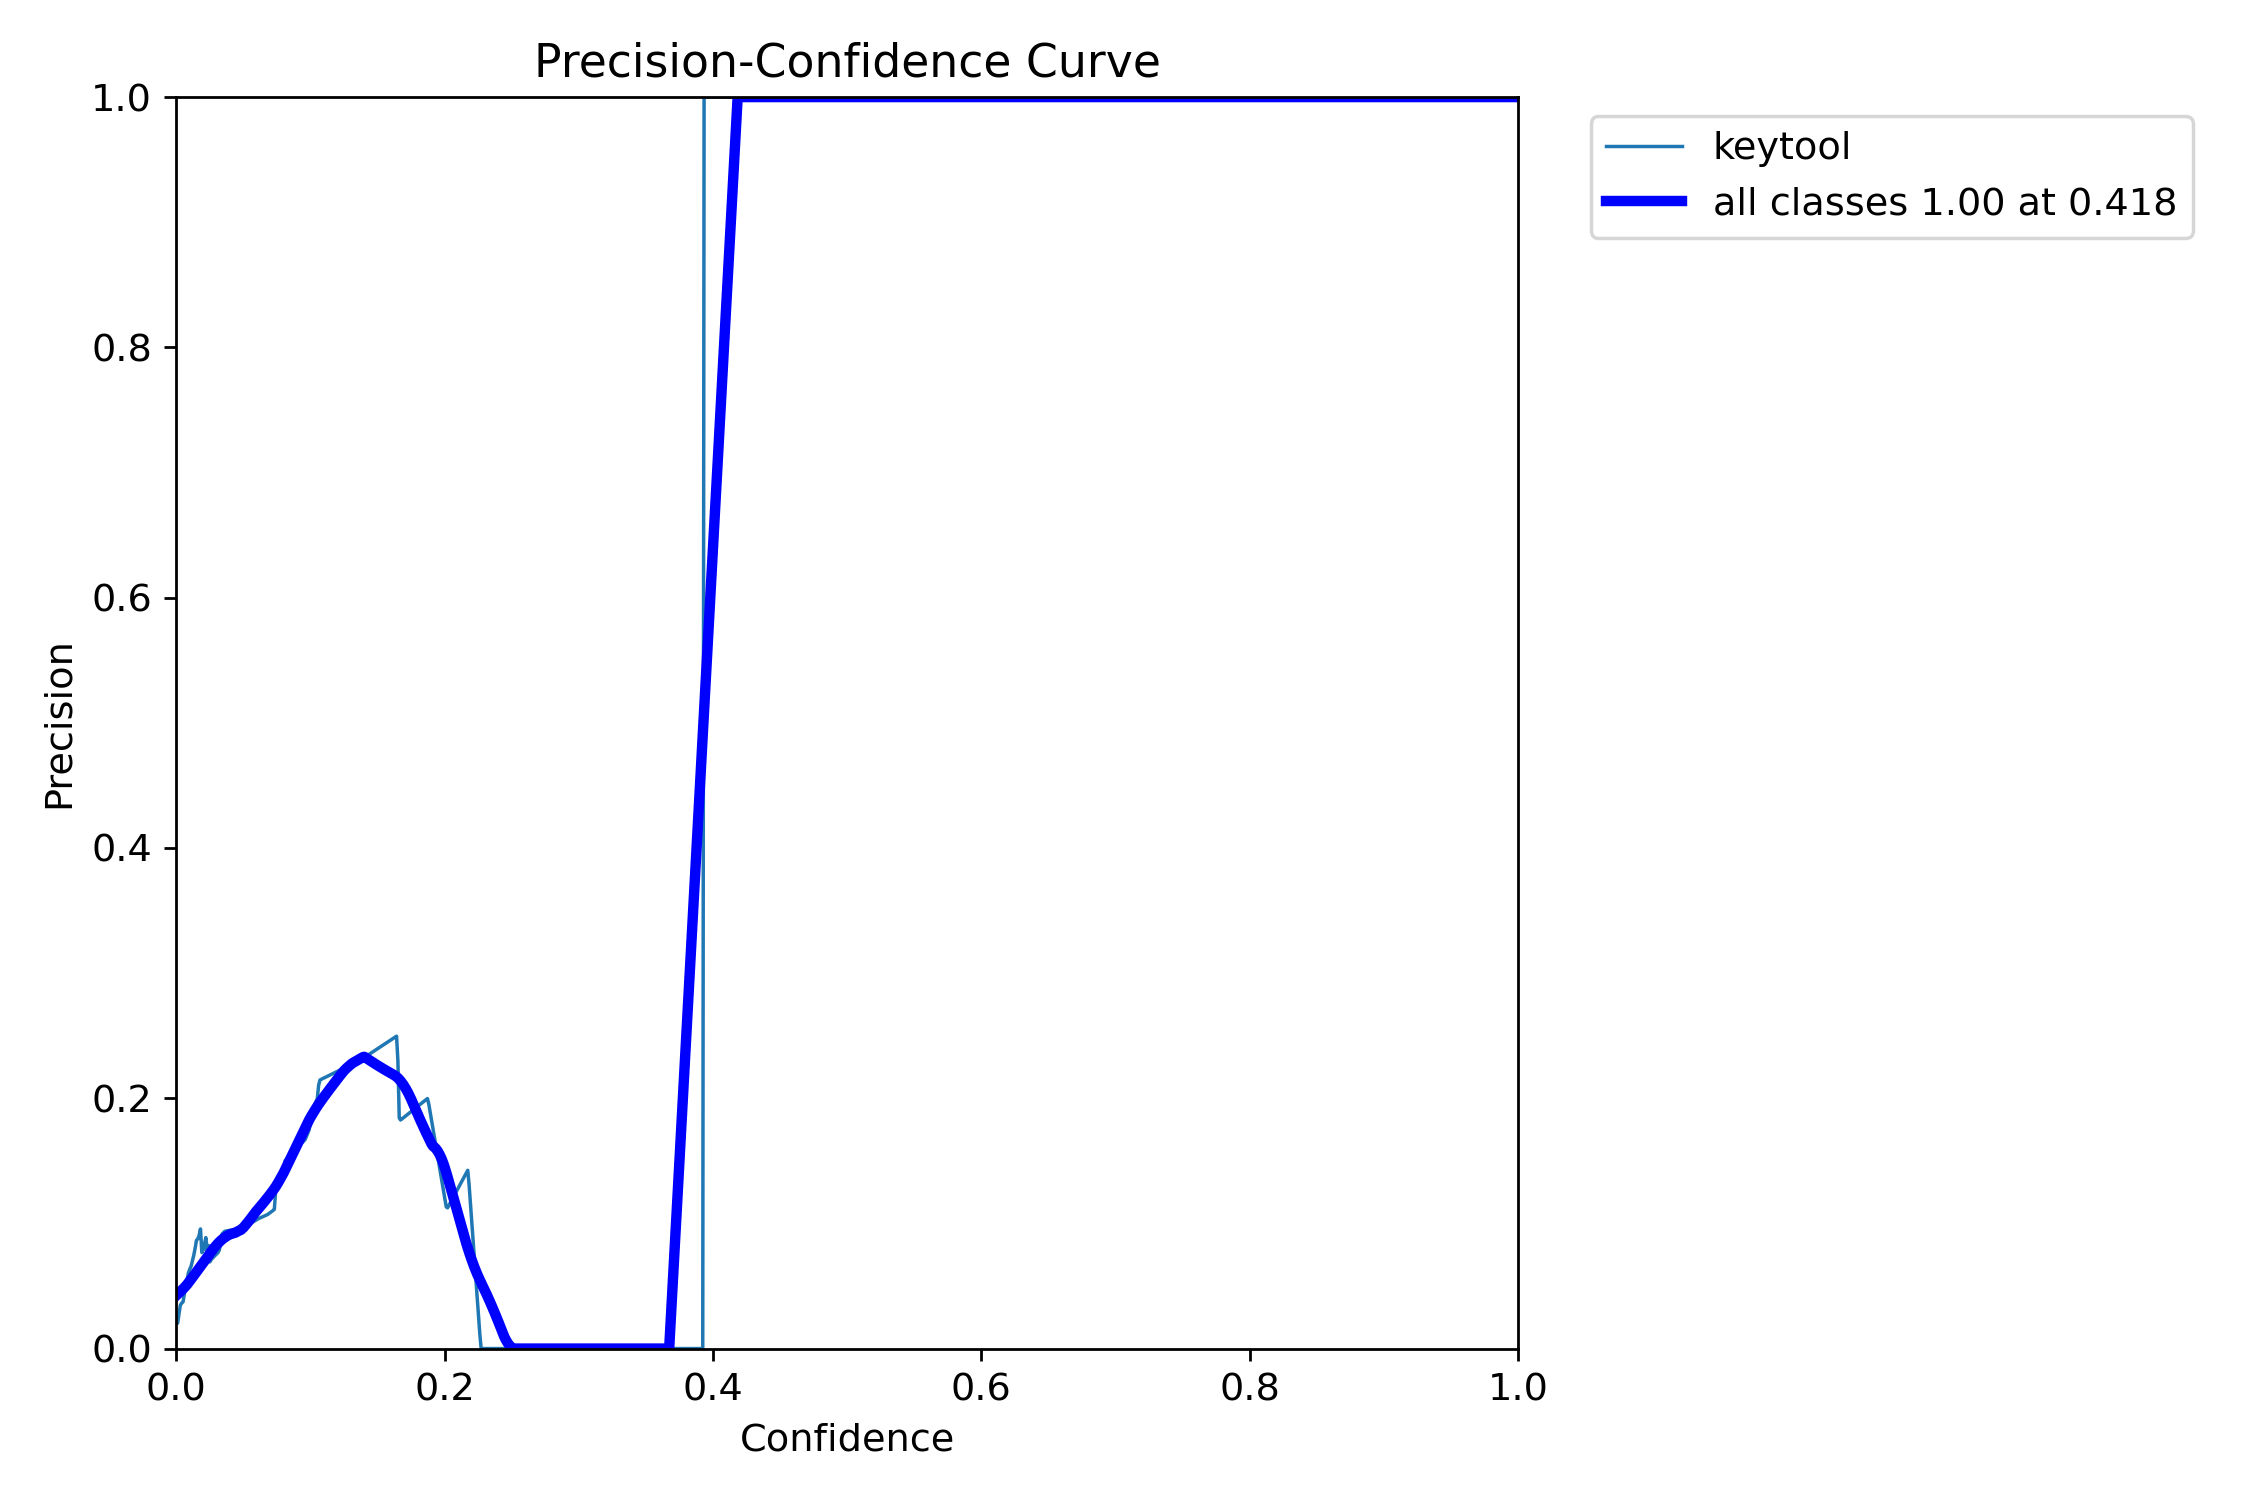 Precision-Confidence Curve
1.0
0.8
0.6
0.4
0.2
0.0
Precision
0.0 0.2 0.4 0.6 0.8 1.0
Confidence
keytool
all classes 1.00 at 0.418